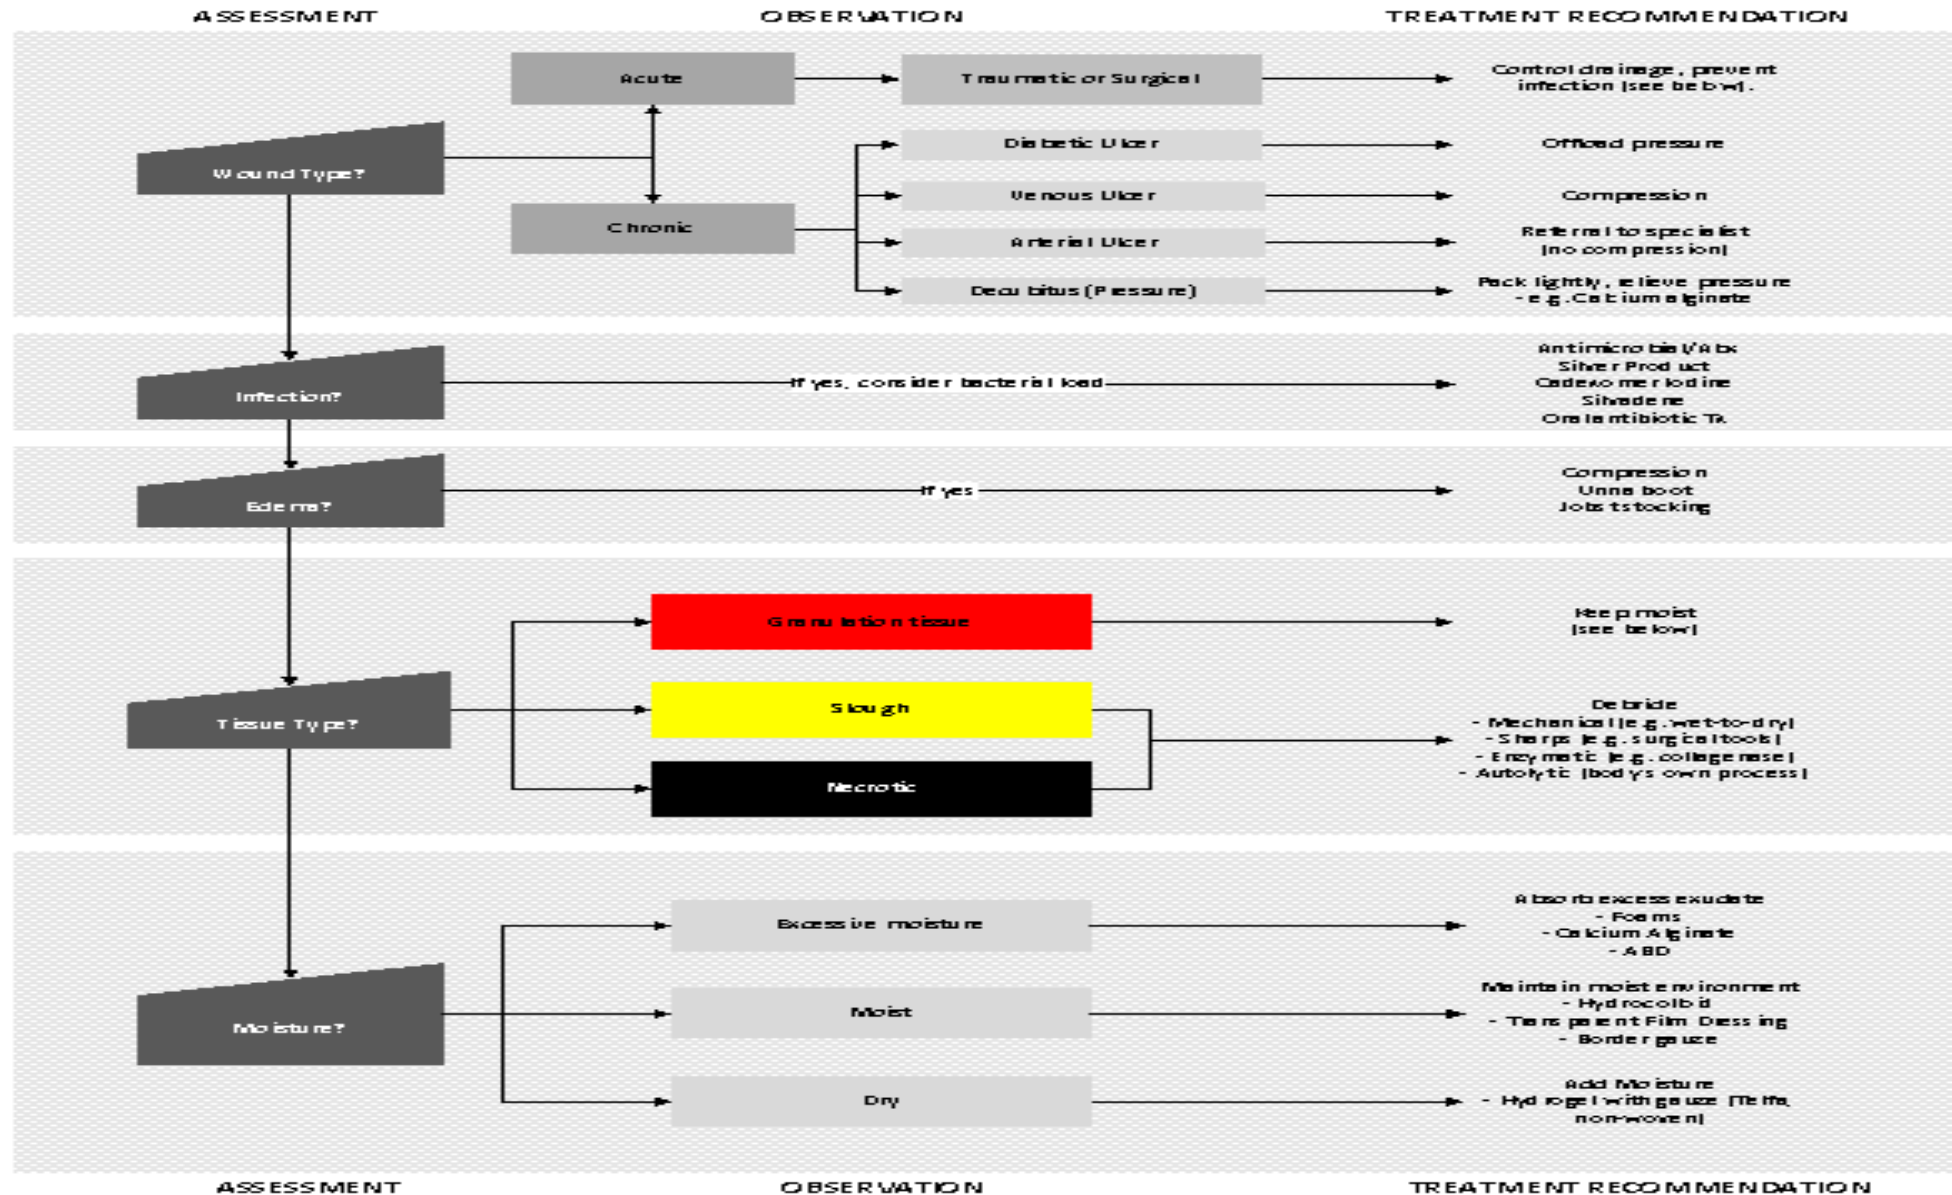 ASSESSMENT
OBSERVATION
TREATMENT RECOMMENDATION
Acute
Traumatic or Surgical
Control drainage, prevent
infection (see below).
Wound Type?
Diabetic Ulcer
Offload pressure
Venous Ulcer
Compression
Chronic
Arterial Ulcer
Referral to specialist
(no compression)
Decubitus (Pressure)
Pack lightly, relieve pressure
- e.g. Calcium alginate
Infection?
If yes, consider bacterial load
Antimicrobial/Abx
Silver Product
Cadexomer Iodine
Silvadene
Oral antibiotic Tx
Edema?
If yes
Compression
Unna boot
Jobst stocking
Tissue Type?
Granulation tissue
Keep moist
(see below)
Slough
Necrotic
Debride
- Mechanical (e.g. wet-to-dry)
- Sharps (e.g. surgical tools)
- Enzymatic (e.g. collagenase)
- Autolytic (body's own process)
Moisture?
Excessive moisture
Absorb excess exudate
- Foams
- Calcium Alginate
- ABD
Moist
Maintain moist environment
- Hydrocolloid
- Transparent Film Dressing
- Border gauze
Dry
Add Moisture
- Hydrogel with gauze (Telfa,
non-woven)
ASSESSMENT
OBSERVATION
TREATMENT RECOMMENDATION